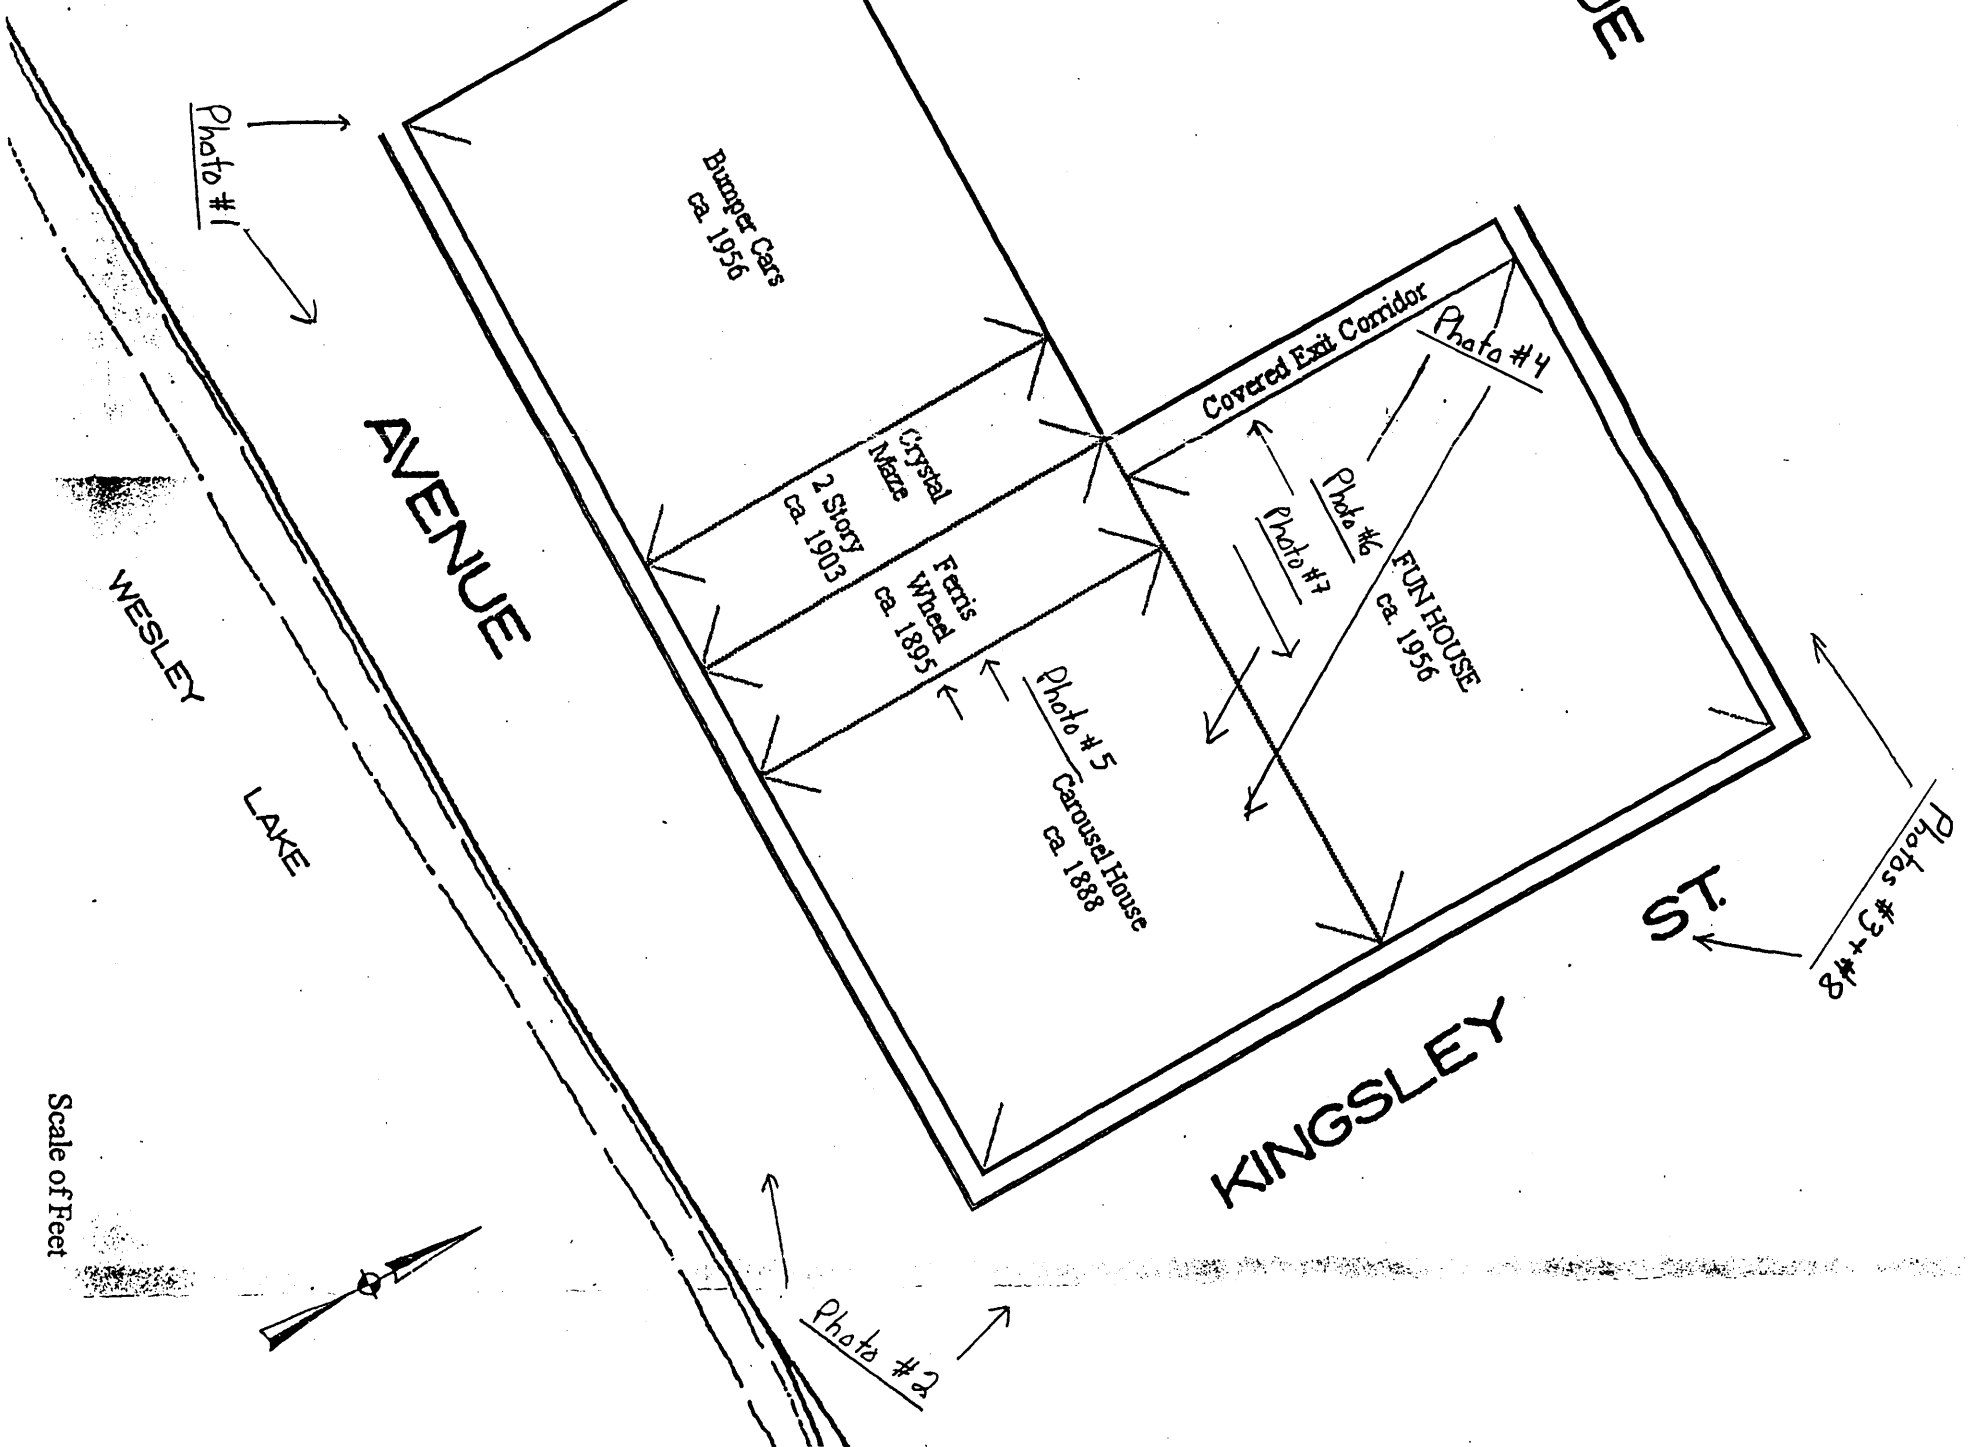 UE
Photo #1
Bumper Cars
ca. 1956
Covered Exit Corridor
Photo #4
AVENUE
Crystal
Maze
2 Story
ca. 1903
Ferris
Wheel
ca. 1895
Photo #6
Photo #7
FUN HOUSE
ca. 1956
WESLEY
LAKE
Photo #5
Carousel House
ca. 1888
Photos #3+#8
ST.
KINGSLEY
Photo #2
Scale of Feet